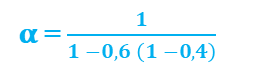 α = 1 / 1 –0,6 (1 –0,4)